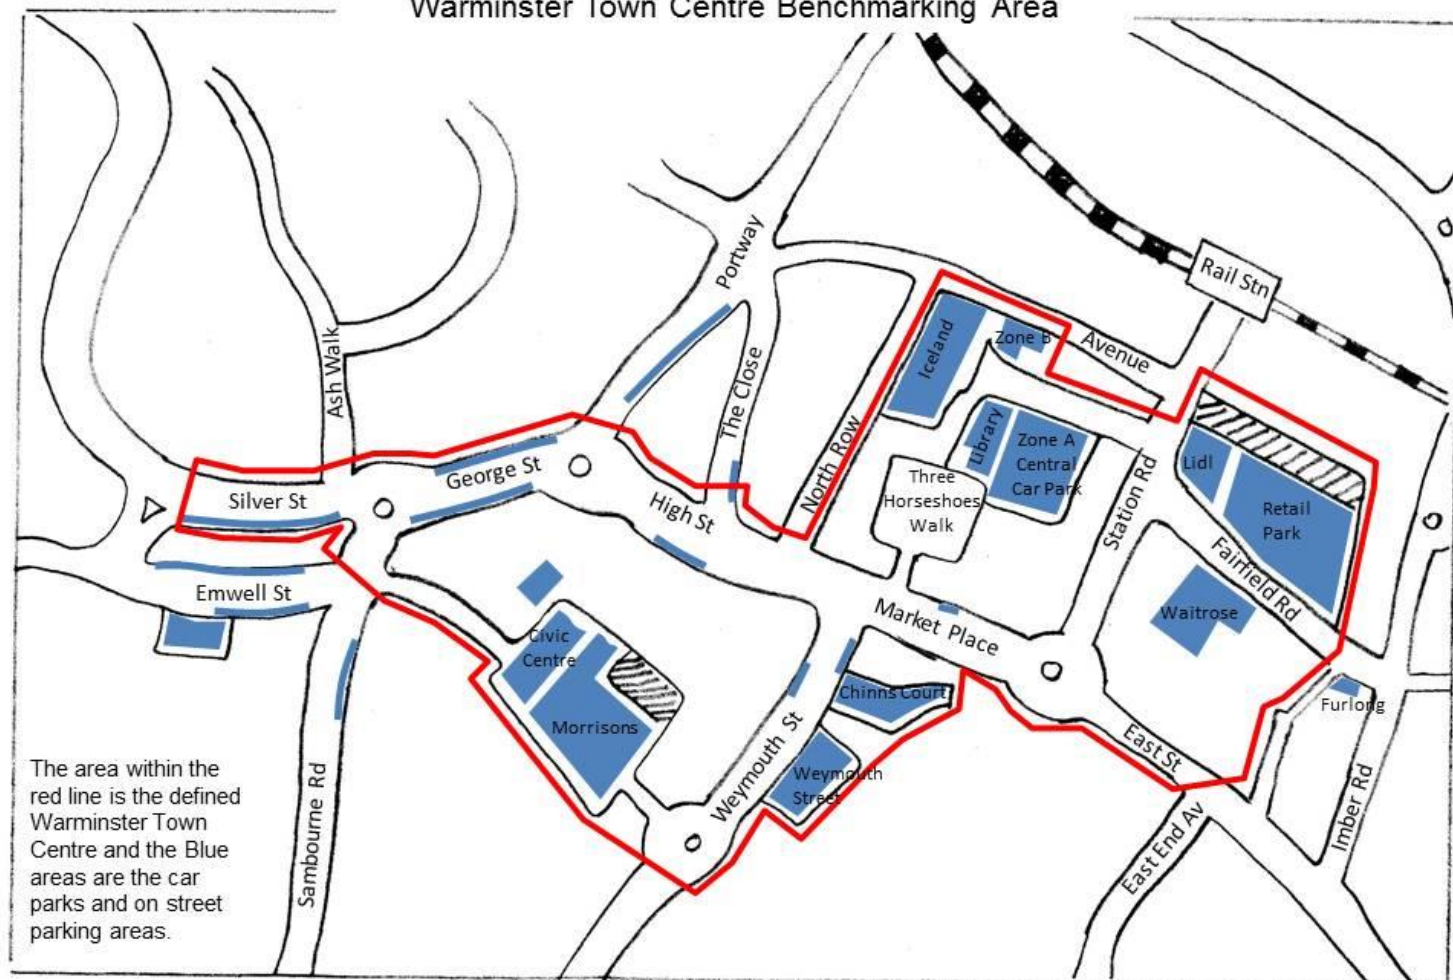 Warminster Town Centre Benchmarking Area
Rail Stn
Portway
Avenue
Zone B
Iceland
Ash Walk
The Close
North Row
Library
Zone A
Central
Car Park
Lidl
Retail
Park
Station Rd
Three
Horseshoes
Walk
George St
Silver St
High St
Fairfield Rd
Emwell St
Market Place
Waitrose
Civic
Centre
Chinns Court
Morrisons
Furlong
Weymouth St
East St
Weymouth
Street
Imber Rd
East End Av
Sambourne Rd
The area within the
red line is the defined
Warminster Town
Centre and the Blue
areas are the car
parks and on street
parking areas.